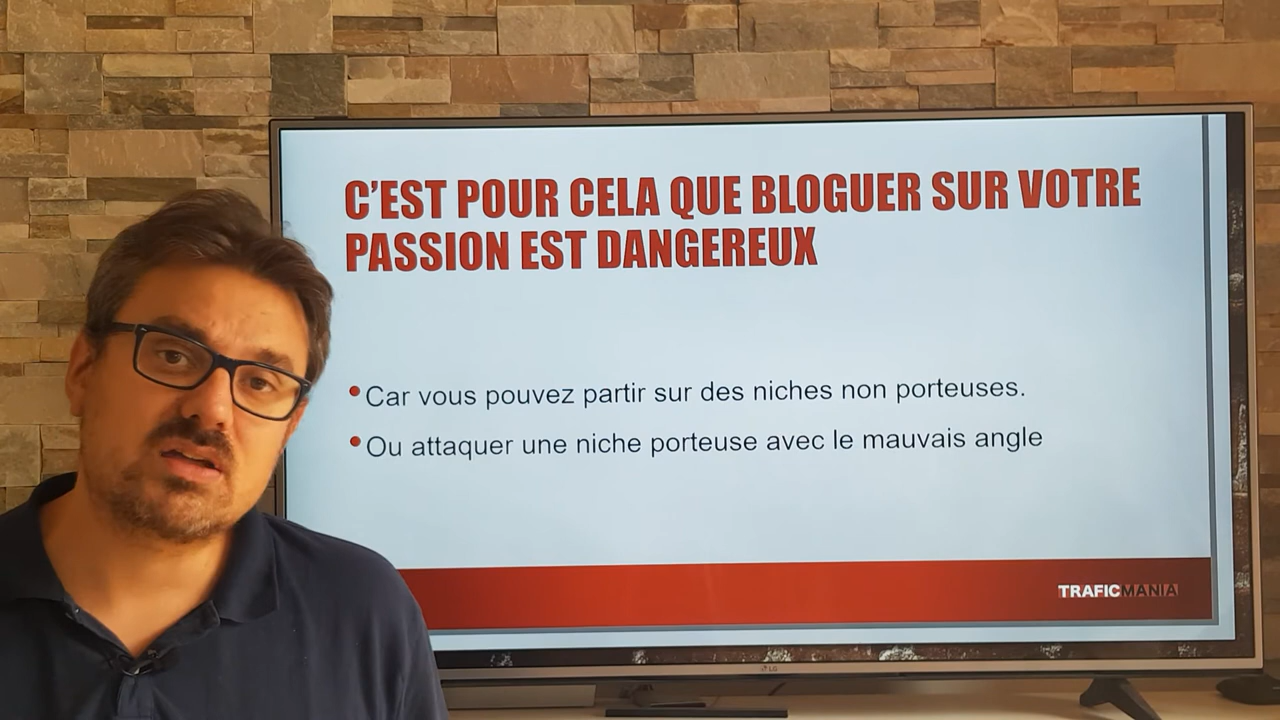 C'EST POUR CELA QUE BLOGUER SUR VOTRE
PASSION EST DANGEREUX
• Car vous pouvez partir sur des niches non porteuses.
• Ou attaquer une niche porteuse avec le mauvais angle
TRAFICMANIA
LG